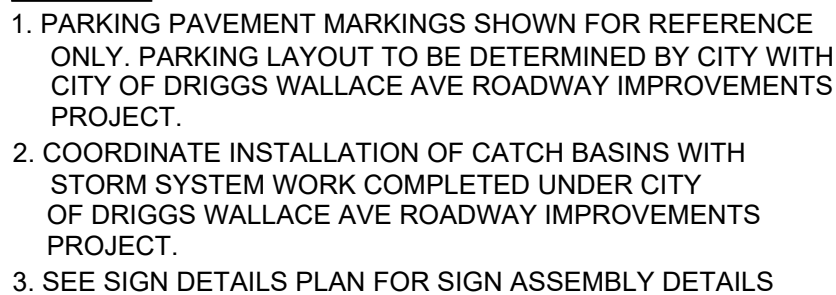 1. PARKING PAVEMENT MARKINGS SHOWN FOR REFERENCE
ONLY. PARKING LAYOUT TO BE DETERMINED BY CITY WITH
CITY OF DRIGGS WALLACE AVE ROADWAY IMPROVEMENTS
PROJECT.
2. COORDINATE INSTALLATION OF CATCH BASINS WITH
STORM SYSTEM WORK COMPLETED UNDER CITY
OF DRIGGS WALLACE AVE ROADWAY IMPROVEMENTS
PROJECT.
3. SEE SIGN DETAILS PLAN FOR SIGN ASSEMBLY DETAILS